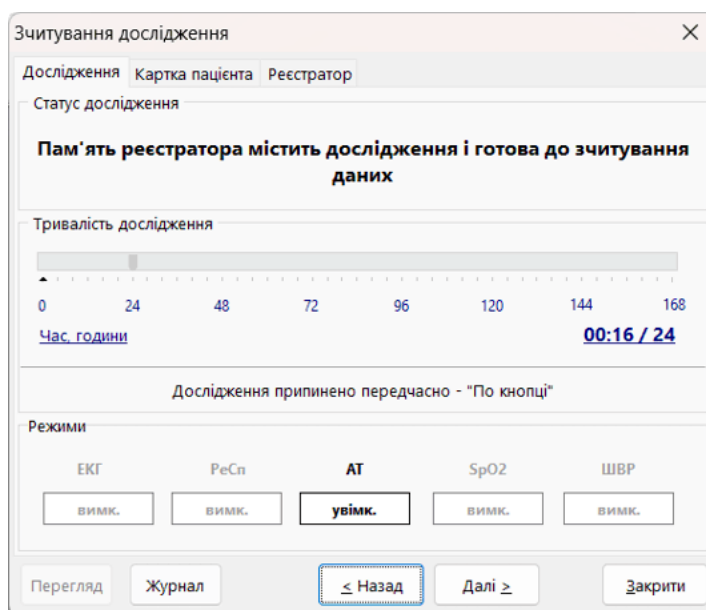 Зчитування дослідження
Дослідження Картка пацієнта Реєстратор
Статус дослідження
Пам'ять реєстратора містить дослідження і готова до зчитування
даних
Тривалість дослідження
0 24 48 72 96 120 144 168
Час, години 00:16 / 24
Дослідження припинено передчасно - "По кнопці"
Режими
ЕКГ РеСп АТ SpO2 ШВР
вимк. вимк. увімк. вимк. вимк.
Перегляд Журнал < Назад Далі > Закрити